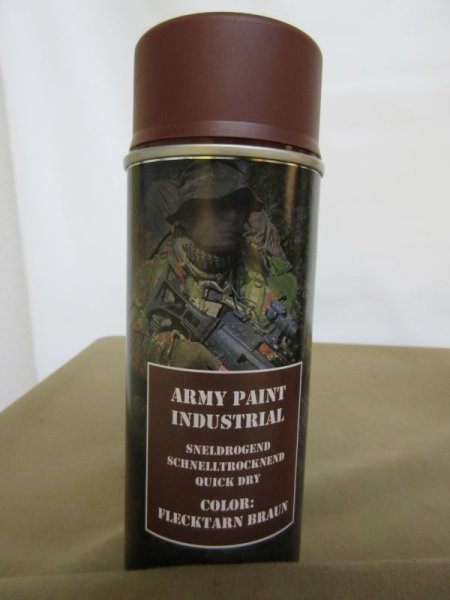 ARMY PAINT
INDUSTRIAL
SNELDROGEND
SCHNELLTROCKNEND
QUICK DRY
COLOR:
FLECKTARN BRAUN